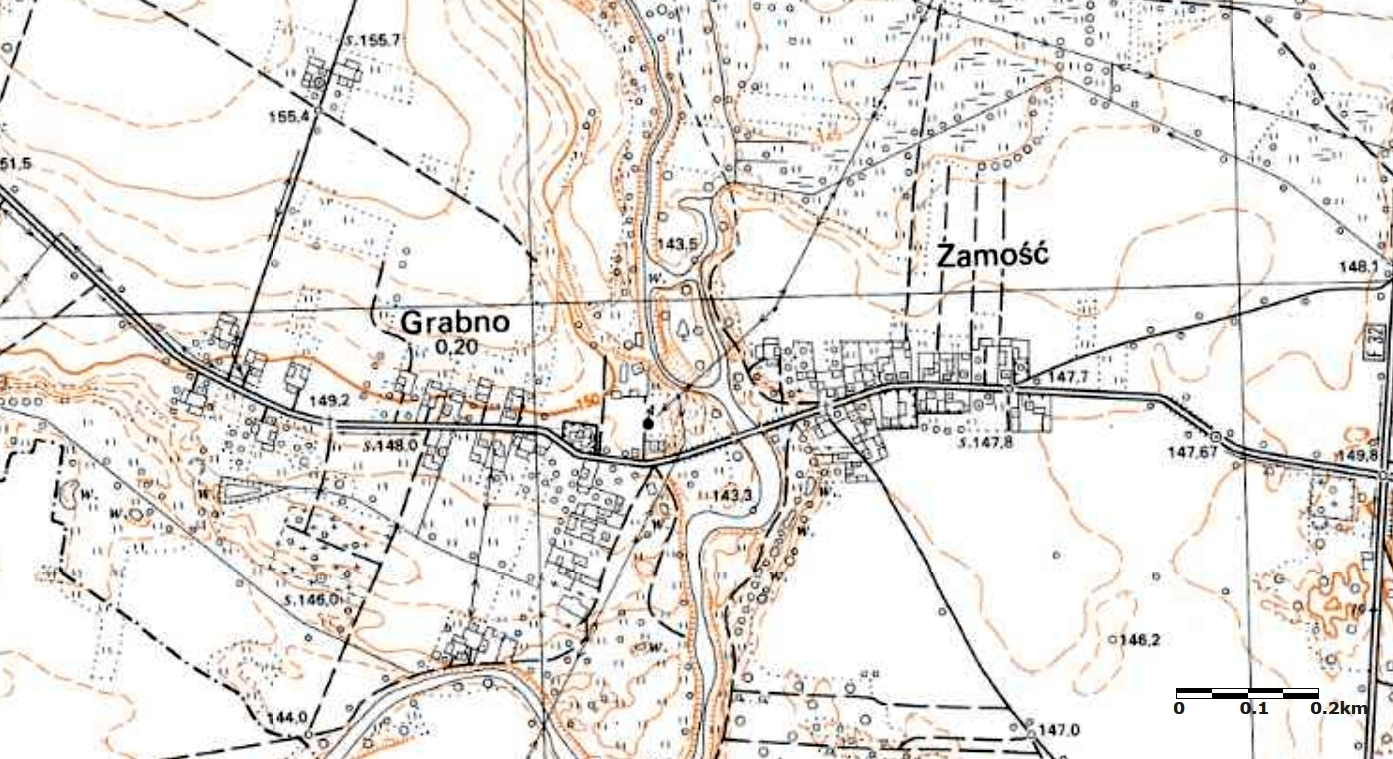 s.155.7
155,4
51,5
143,5
w.
Zamość
148,1
Grabno
0,20
E 32
149,2
150
147,7
s.148.0
s.147,8
147,67
149,8
w.
w.
w.
143,3
w.
w.
w.
w.
s.146,0
146,2
w.
144,0
147,0
0 0.1 0.2km